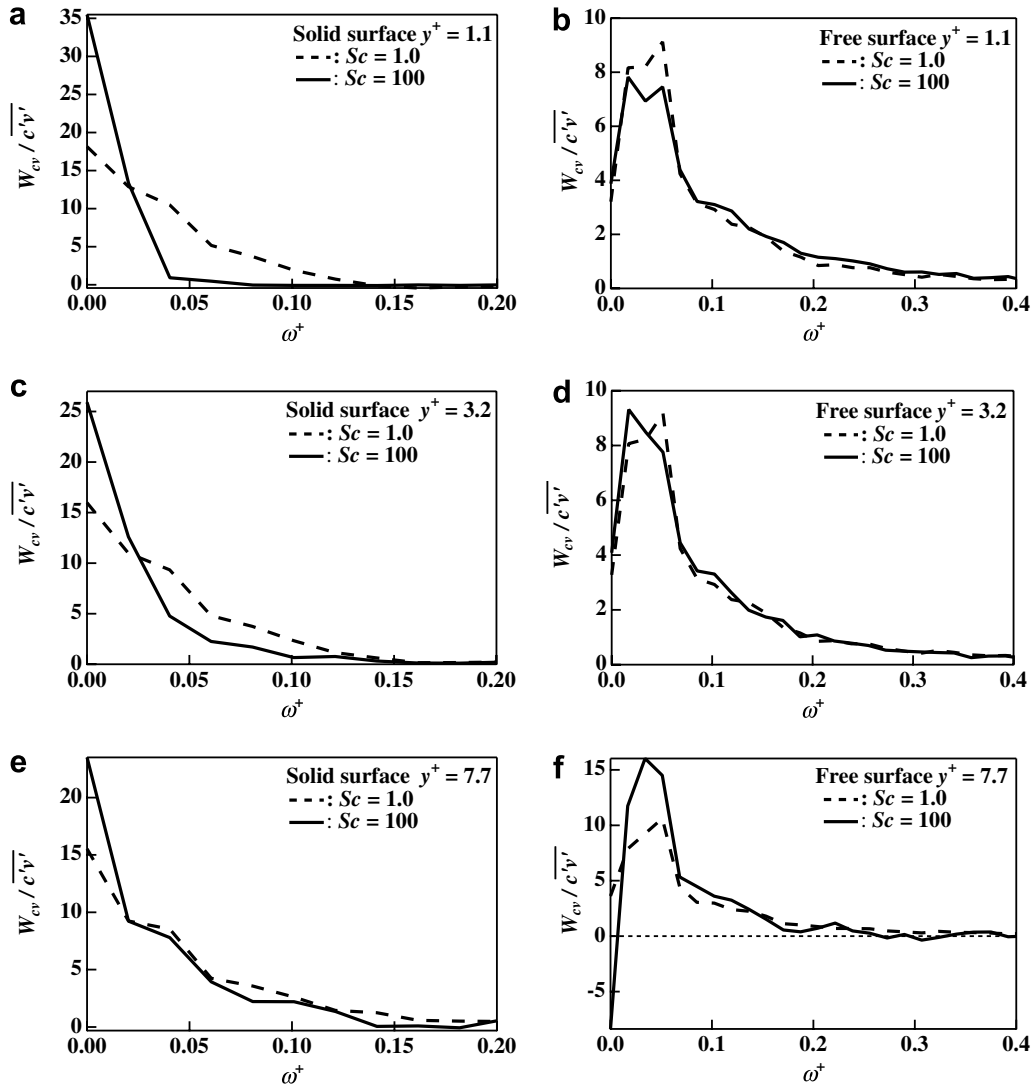 a
Solid surface y⁺ = 1.1
: Sc = 1.0
: Sc = 100
35
30
25
20
15
10
5
0
W_cv / c'v'
0.00
0.05
0.10
0.15
0.20
ω⁺
b
Free surface y⁺ = 1.1
: Sc = 1.0
: Sc = 100
10
8
6
4
2
0
W_cv / c'v'
0.0
0.1
0.2
0.3
0.4
ω⁺
c
Solid surface y⁺ = 3.2
: Sc = 1.0
: Sc = 100
25
20
15
10
5
0
W_cv / c'v'
0.00
0.05
0.10
0.15
0.20
ω⁺
d
Free surface y⁺ = 3.2
: Sc = 1.0
: Sc = 100
10
8
6
4
2
0
W_cv / c'v'
0.0
0.1
0.2
0.3
0.4
ω⁺
e
Solid surface y⁺ = 7.7
: Sc = 1.0
: Sc = 100
20
15
10
5
0
W_cv / c'v'
0.00
0.05
0.10
0.15
0.20
ω⁺
f
Free surface y⁺ = 7.7
: Sc = 1.0
: Sc = 100
15
10
5
0
-5
W_cv / c'v'
0.0
0.1
0.2
0.3
0.4
ω⁺